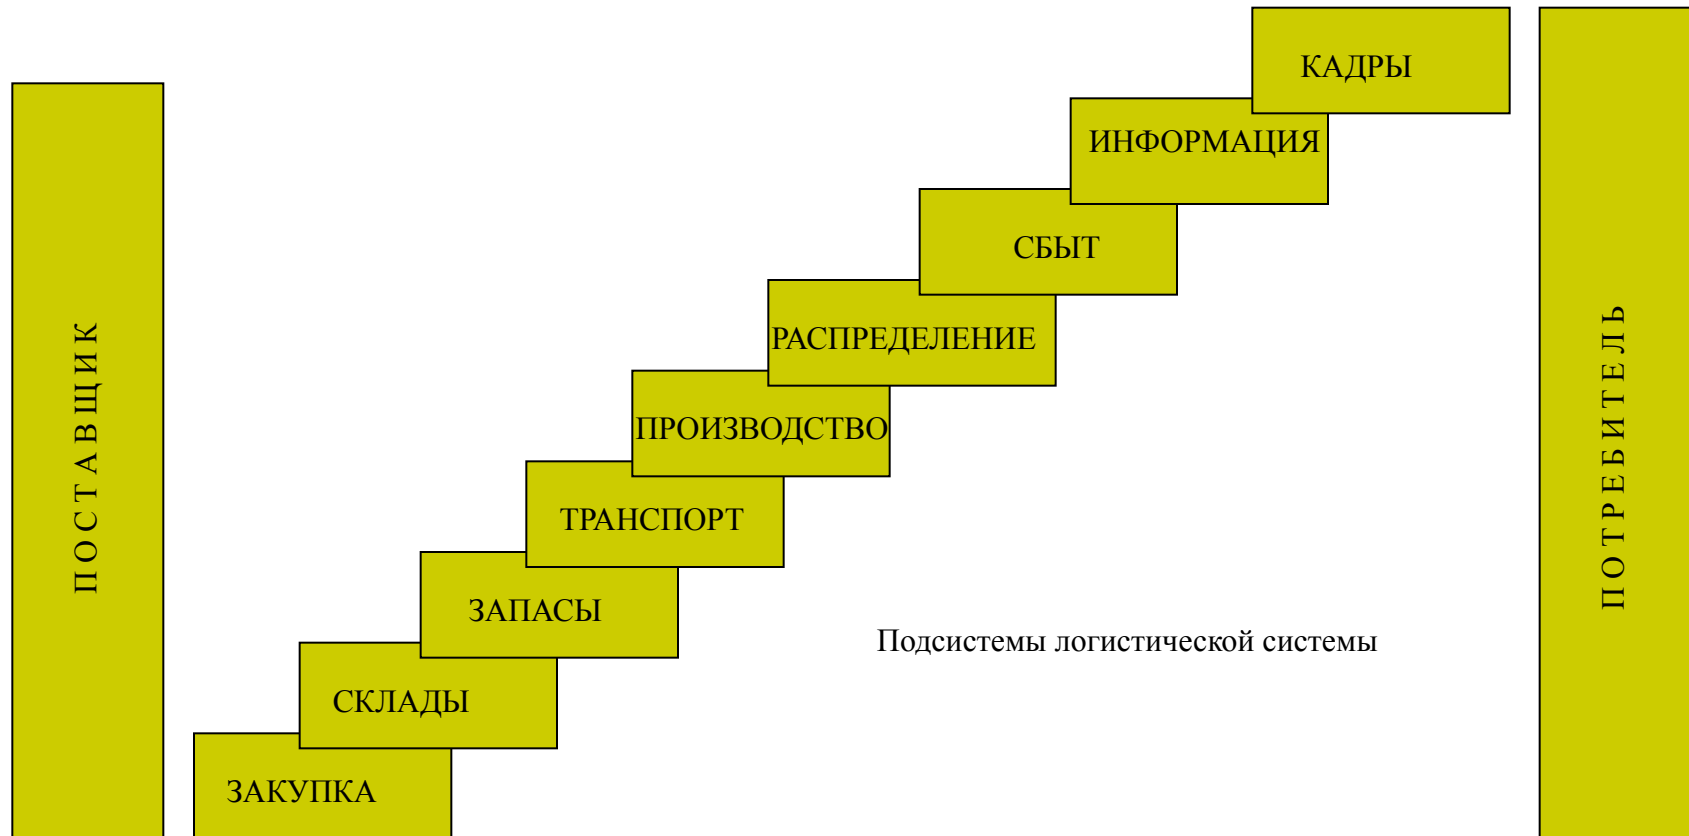 КАДРЫ
ИНФОРМАЦИЯ
СБЫТ
РАСПРЕДЕЛЕНИЕ
ПРОИЗВОДСТВО
ТРАНСПОРТ
ЗАПАСЫ
Подсистемы логистической системы
СКЛАДЫ
ЗАКУПКА
ПОСТАВЩИК
ПОТРЕБИТЕЛЬ